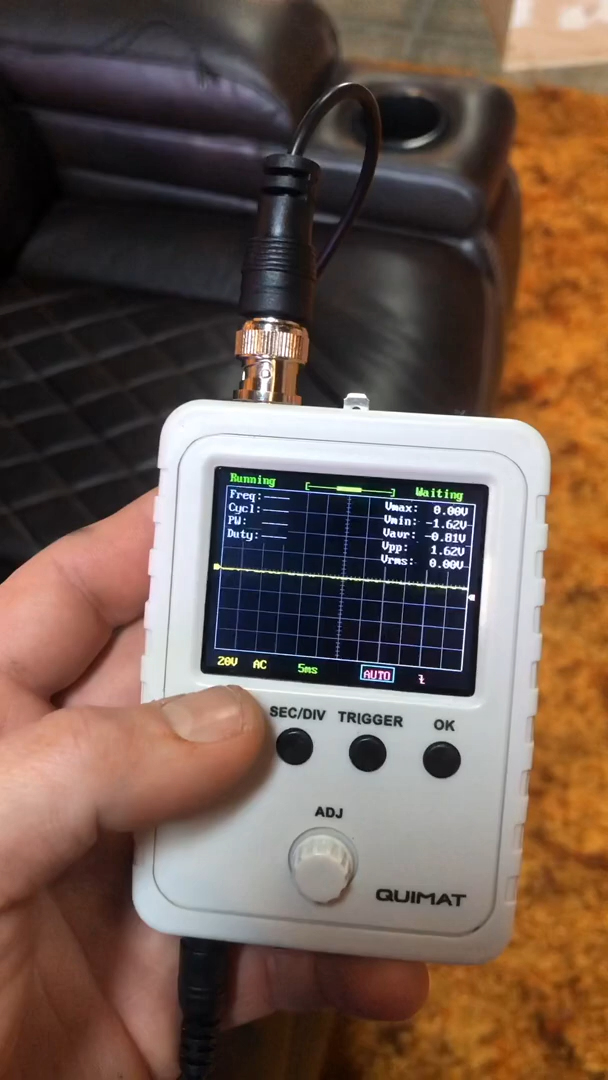 Running Waiting
Freq:---- Vmax: 0.00V
Cycl:---- Vmin: -1.62V
PW: ---- Vavr: -0.81V
Duty:---- Vpp: 1.62V
Vrms: 0.00V
20V AC 5ms AUTO
SEC/DIV TRIGGER OK
ADJ
QUIMAT